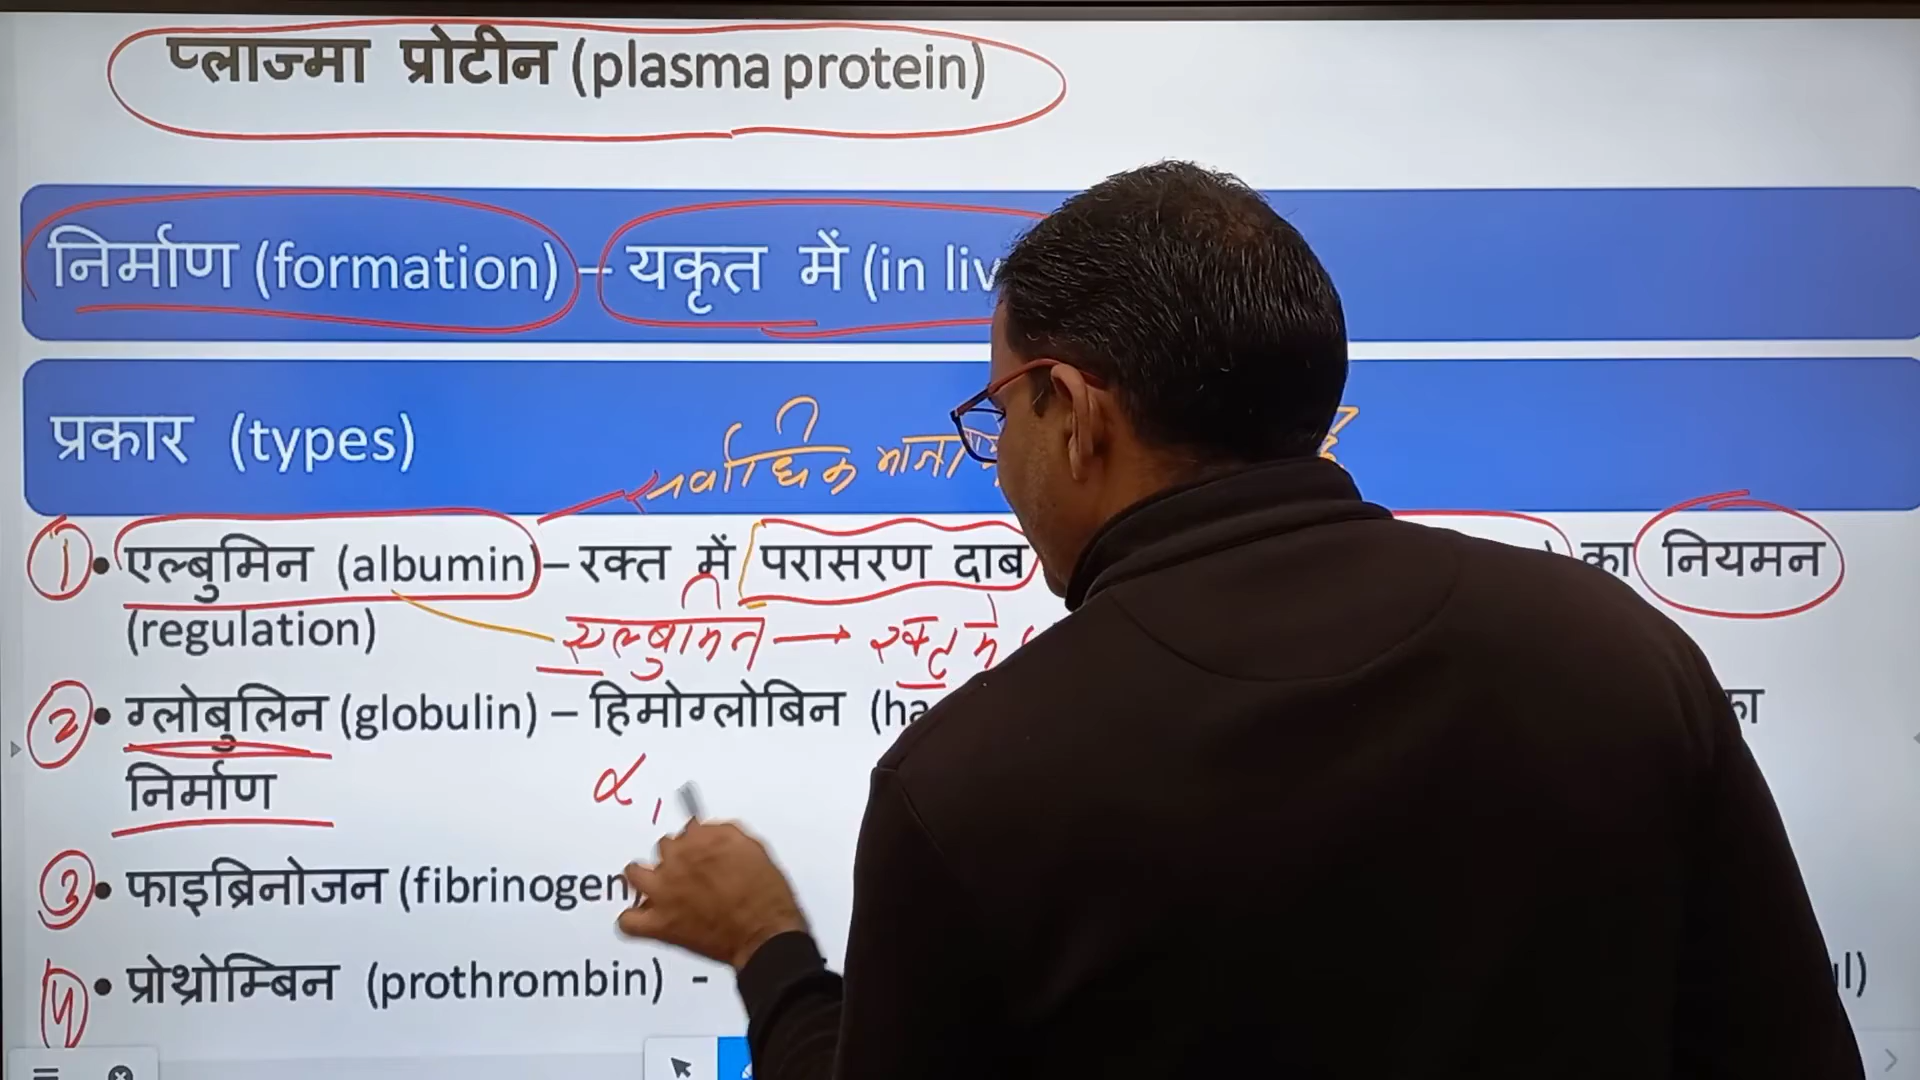 प्लाज्मा प्रोटीन (plasma protein)
निर्माण (formation) – यकृत में (in liv
प्रकार (types)
सर्वाधिक मात्रा
1 • एल्बुमिन (albumin) – रक्त में परासरण दाब ) का नियमन
(regulation)
एल्बुमिन → रक्त में
2 • ग्लोबुलिन (globulin) – हिमोग्लोबिन (ha का
निर्माण
α,
3 • फाइब्रिनोजन (fibrinogen)
4 • प्रोथ्रोम्बिन (prothrombin) - ul)